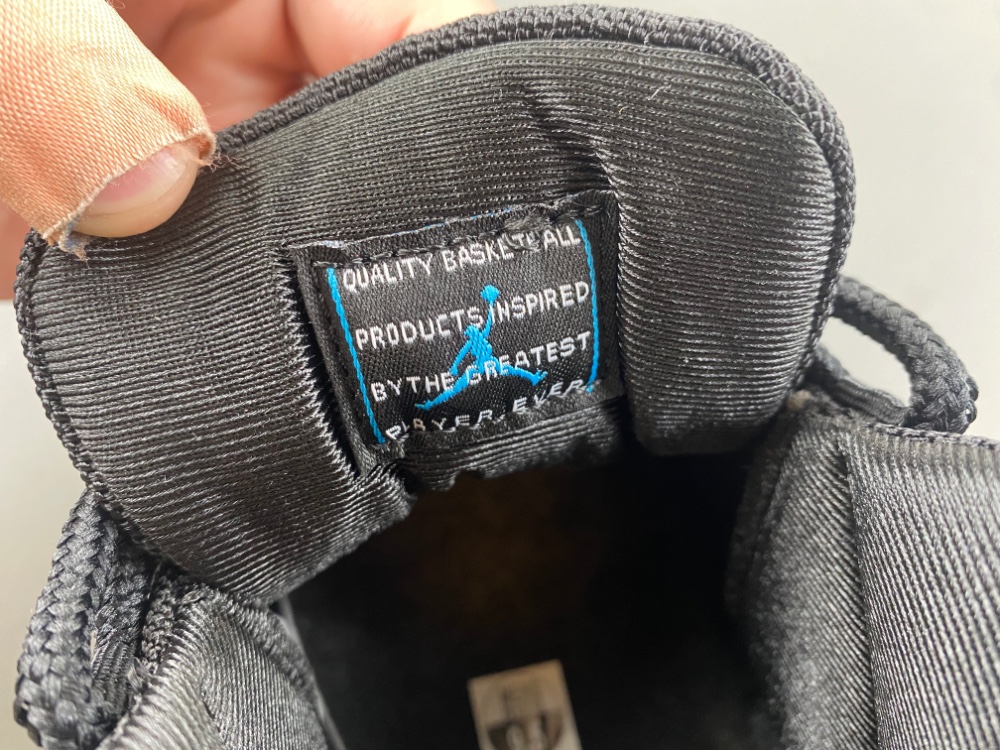 QUALITY BASKETBALL
PRODUCTS INSPIRED
BY THE GREATEST
PLAYER.EVER.